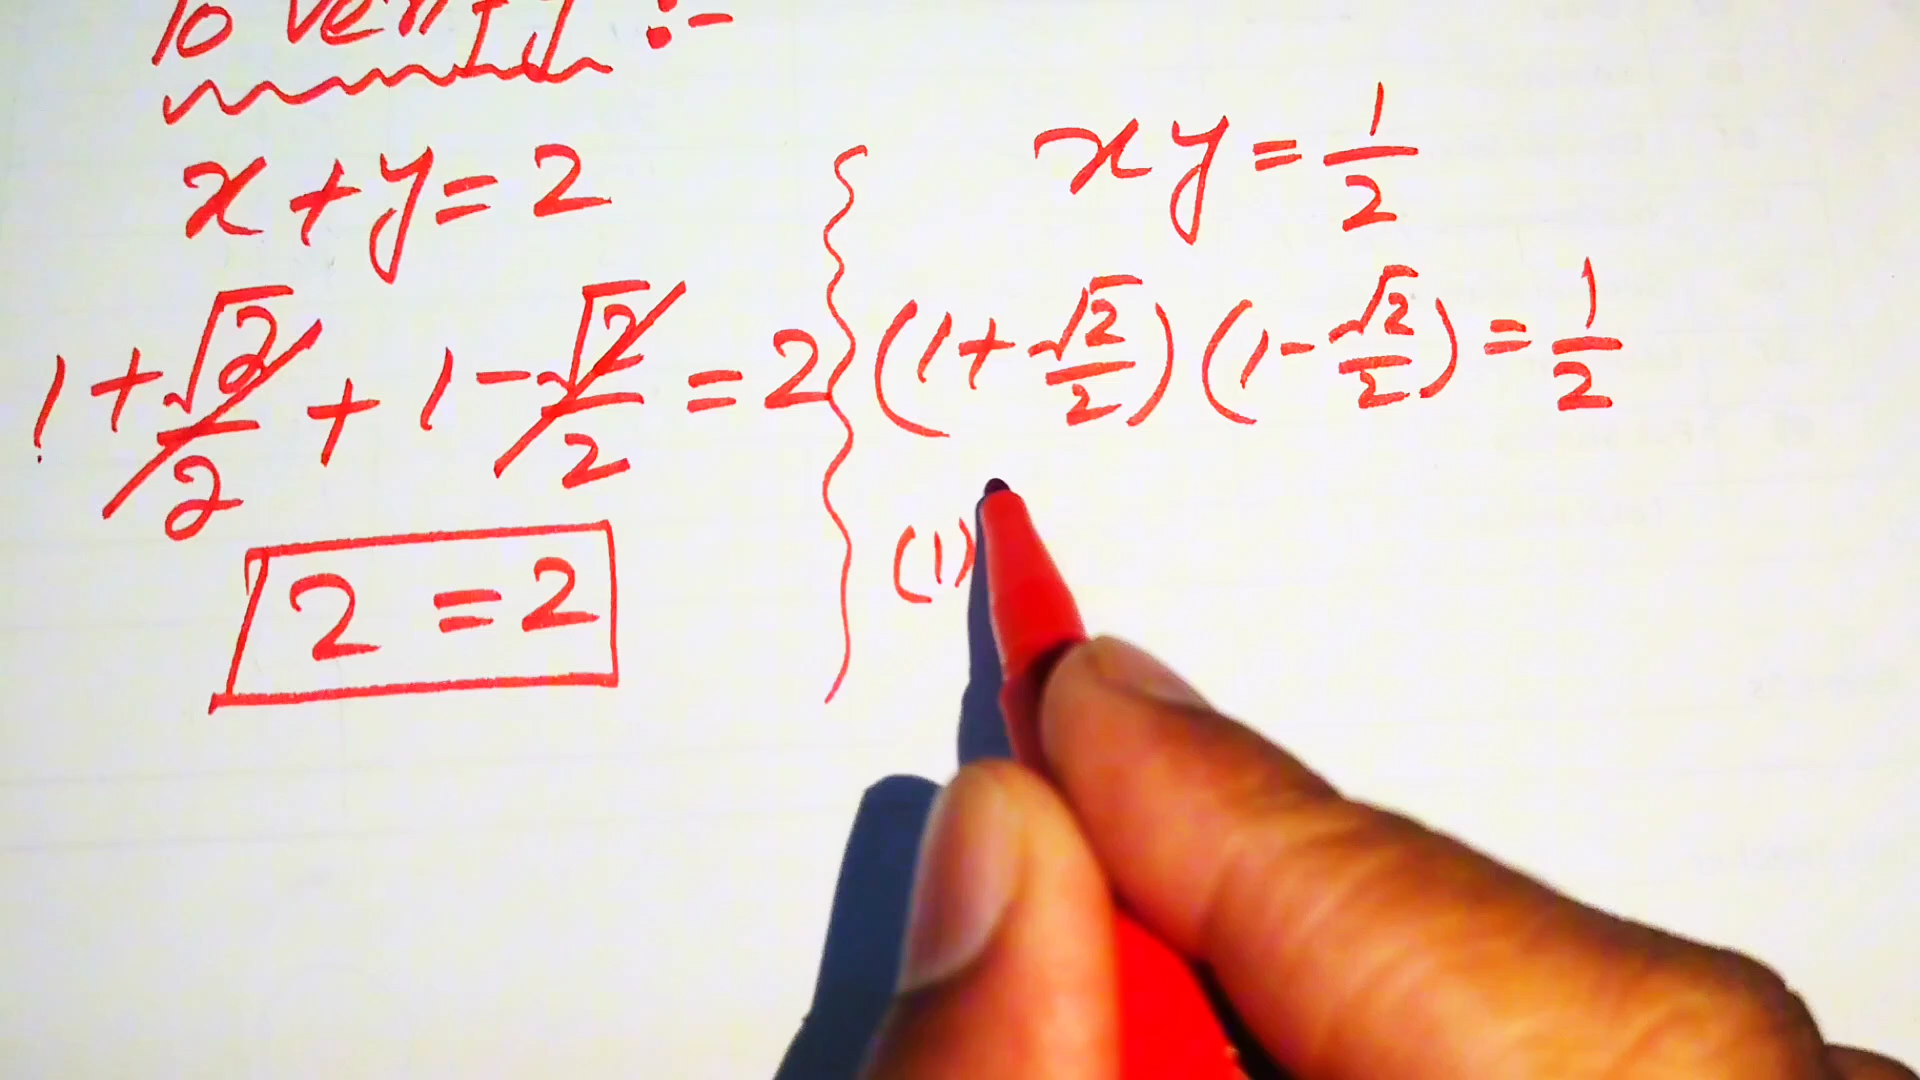 To verify :-
x + y = 2
1 + √2/2 + 1 - √2/2 = 2
2 = 2
xy = 1/2
(1 + √2/2) (1 - √2/2) = 1/2
(1)